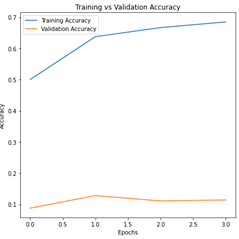 Training vs Validation Accuracy
0.7
Training Accuracy
Validation Accuracy
0.6
0.5
0.4
0.3
0.2
0.1
Accuracy
0.0 0.5 1.0 1.5 2.0 2.5 3.0
Epochs